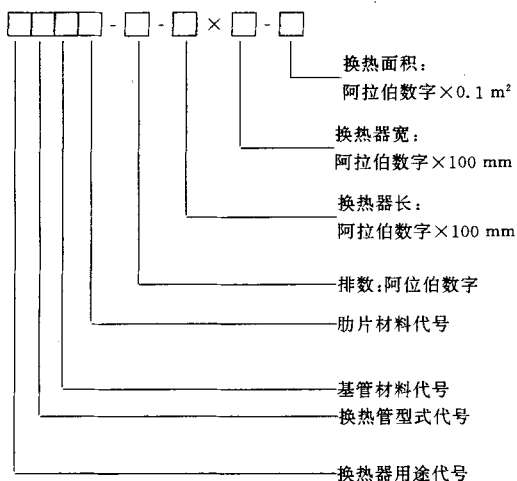 □□□□-□-□×□-□
换热面积:
阿拉伯数字×0.1 m²
换热器宽:
阿拉伯数字×100 mm
换热器长:
阿拉伯数字×100 mm
排数:阿位伯数字
肋片材料代号
基管材料代号
换热管型式代号
换热器用途代号